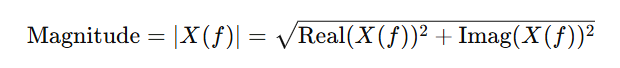 Magnitude = |X(f)| = √Real(X(f))² + Imag(X(f))²